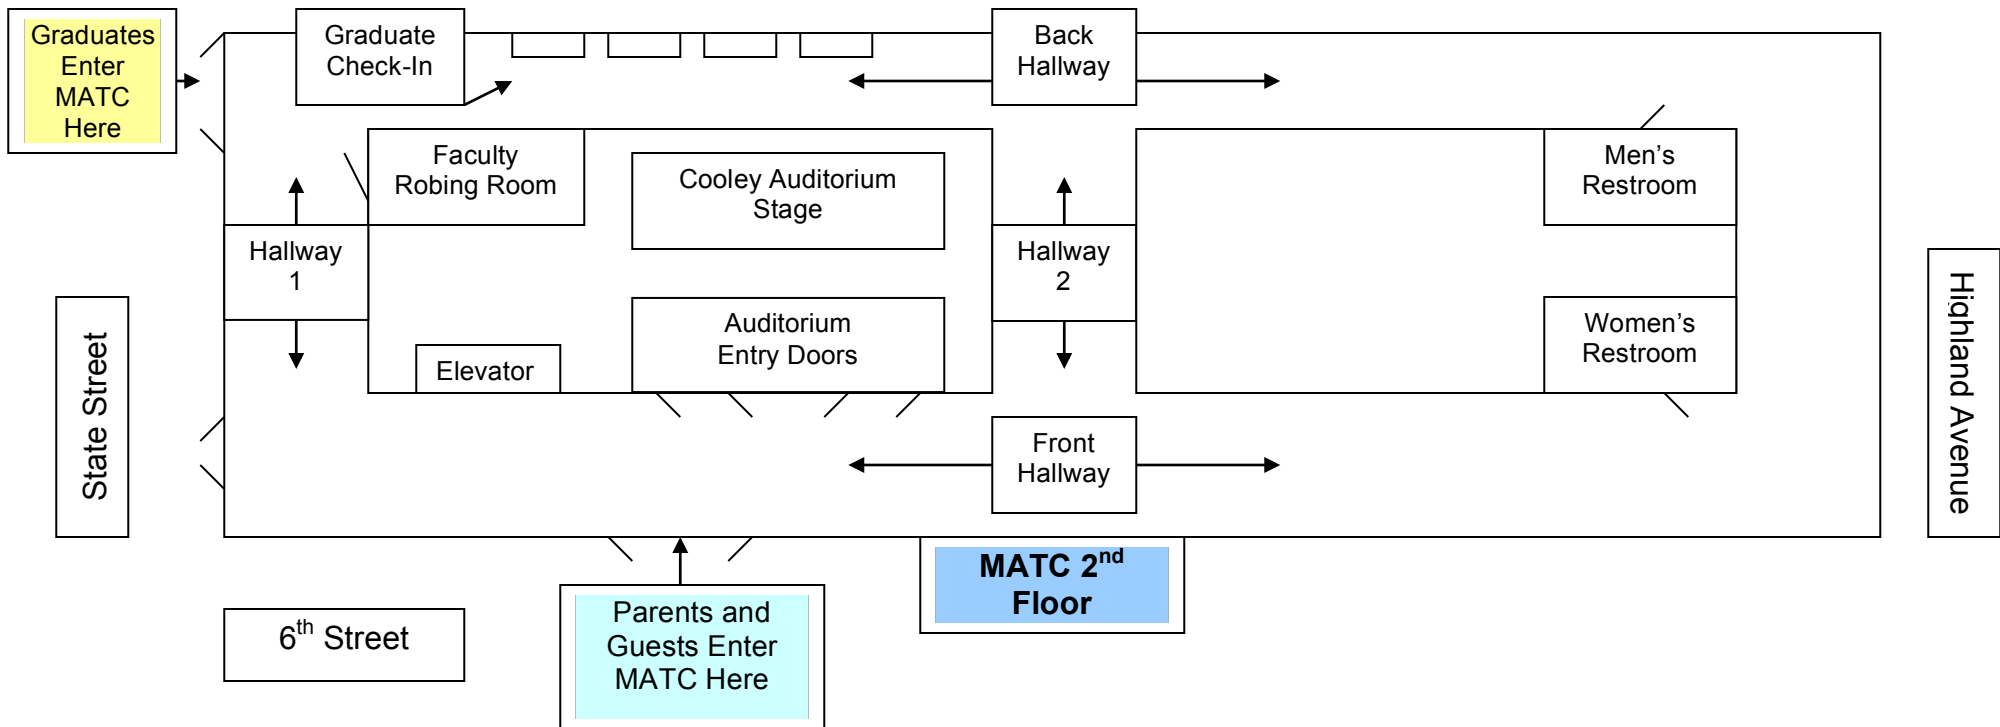 Graduates
Enter
MATC
Here
Graduate
Check-In
Back
Hallway
Faculty
Robing Room
Cooley Auditorium
Stage
Men’s
Restroom
Hallway
1
Hallway
2
Auditorium
Entry Doors
Women’s
Restroom
Elevator
State Street
Highland Avenue
Front
Hallway
MATC 2nd
Floor
6th Street
Parents and
Guests Enter
MATC Here